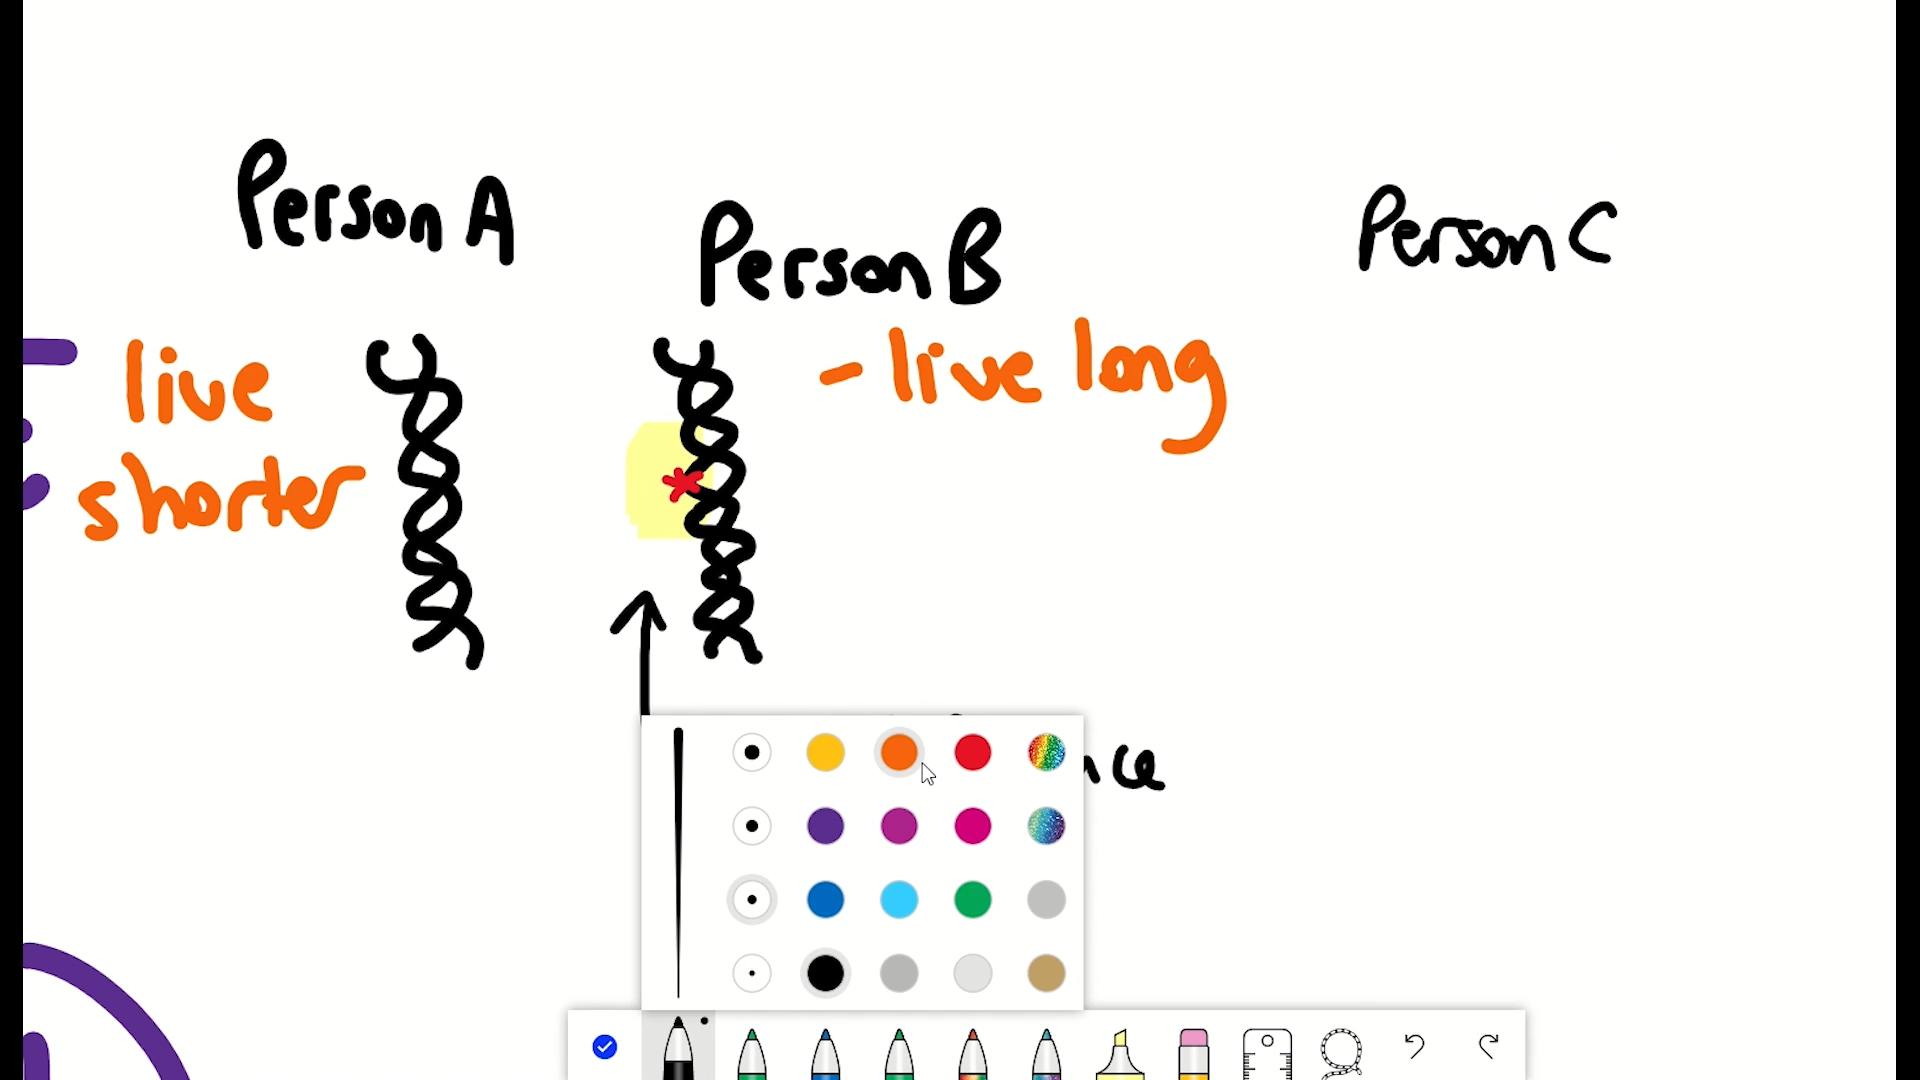 Person A
Person B
Person C
live
shorter
- live long